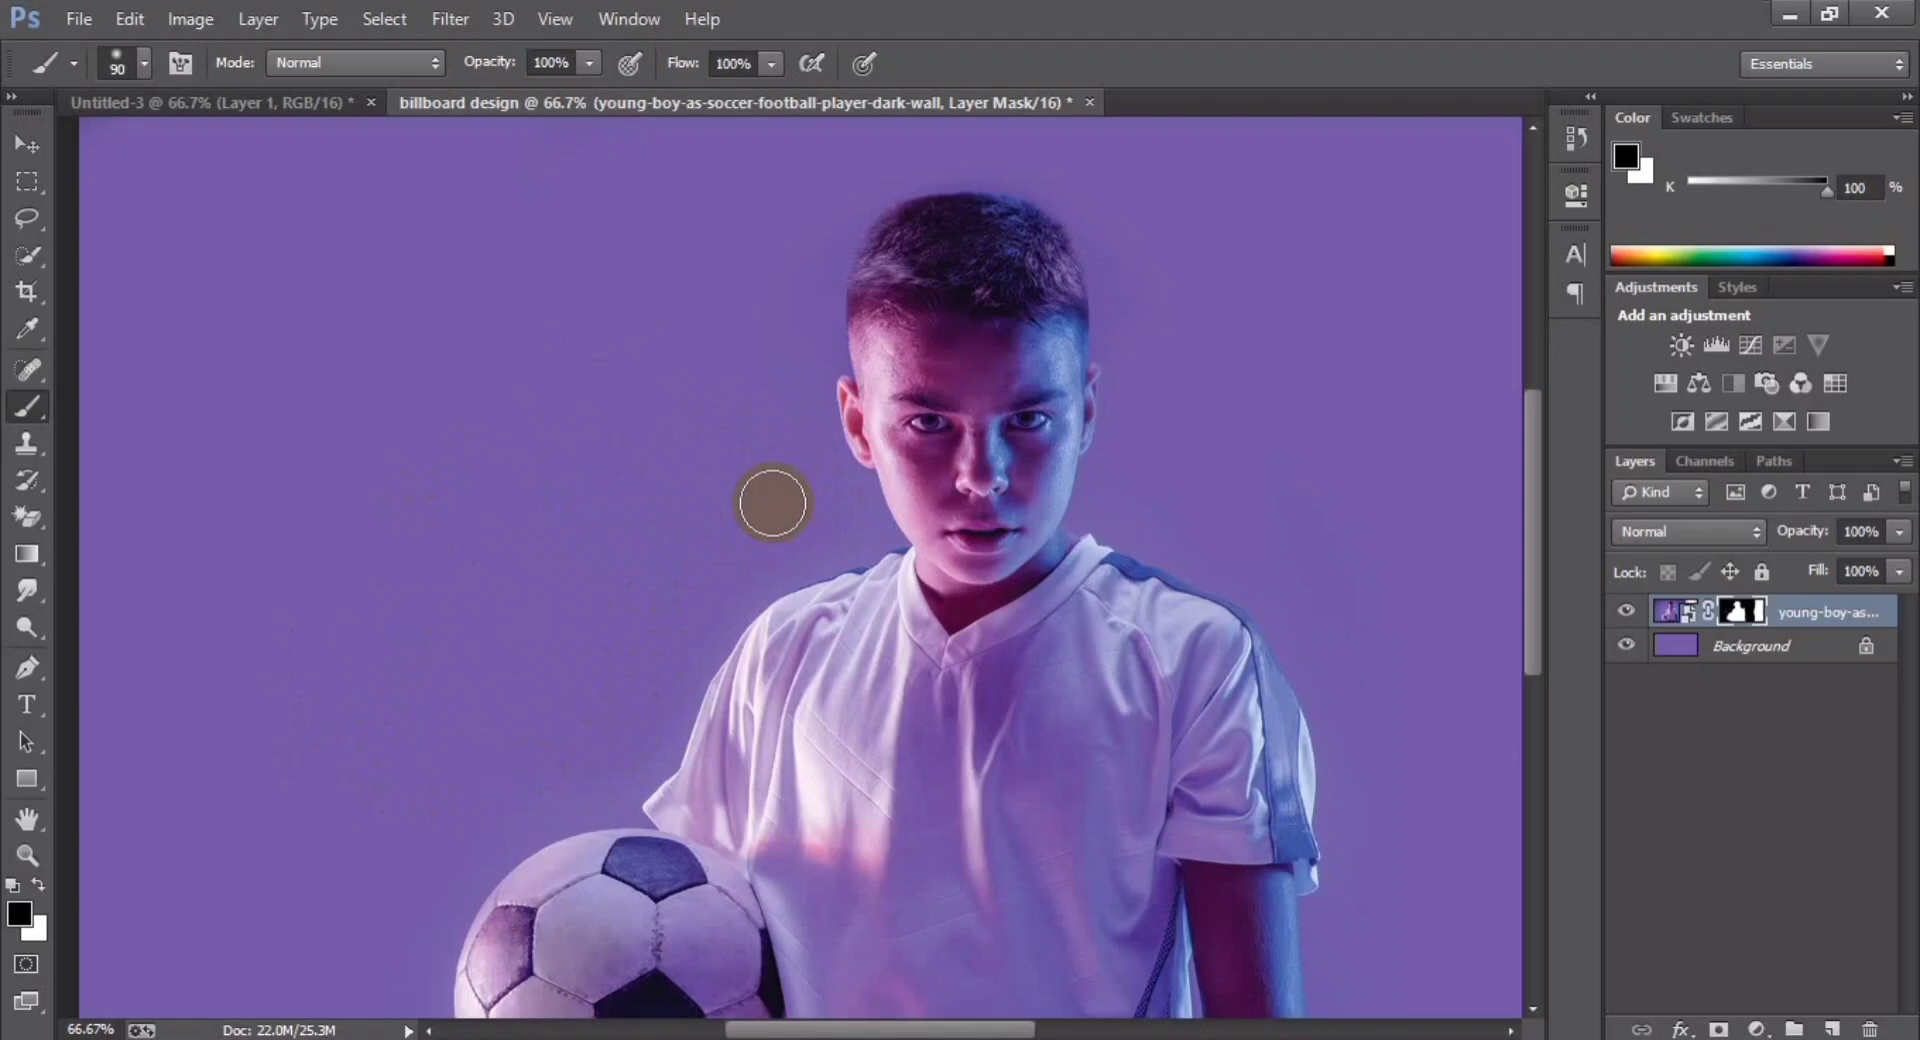 Ps File Edit Image Layer Type Select Filter 3D View Window Help
90 Mode: Normal Opacity: 100% Flow: 100% Essentials
Untitled-3 @ 66.7% (Layer 1, RGB/16) * × billboard design @ 66.7% (young-boy-as-soccer-football-player-dark-wall, Layer Mask/16) * ×
Color Swatches
K 100 %
Adjustments Styles
Add an adjustment
Layers Channels Paths
Kind
Normal Opacity: 100%
Lock: Fill: 100%
young-boy-as...
Background
66.67% Doc: 22.0M/25.3M